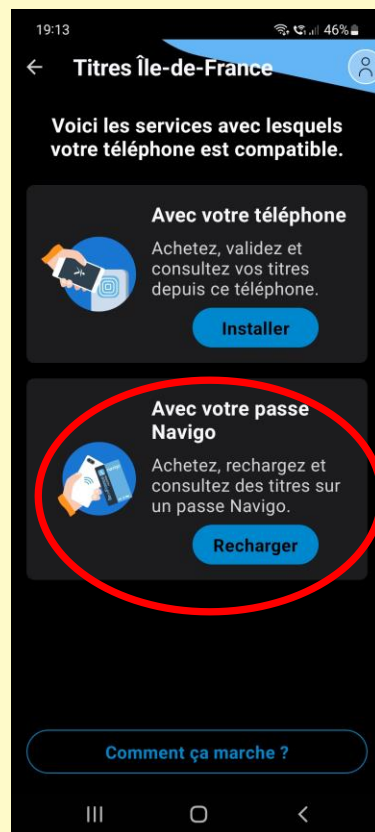 19:13
46%
Titres Île-de-France
Voici les services avec lesquels
votre téléphone est compatible.
Avec votre téléphone
Achetez, validez et
consultez vos titres
depuis ce téléphone.
Installer
Avec votre passe
Navigo
Achetez, rechargez et
consultez des titres sur
un passe Navigo.
Recharger
Comment ça marche ?